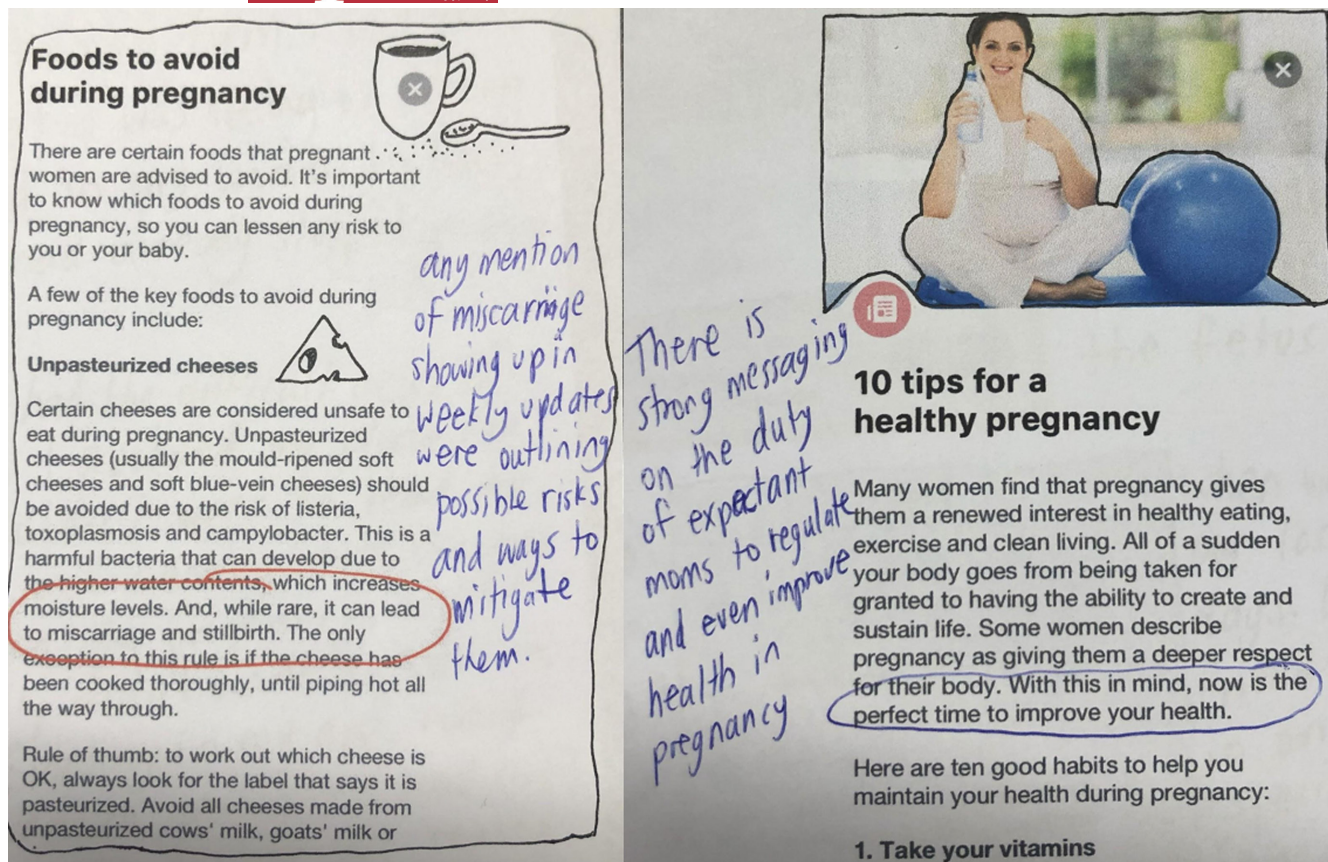 Foods to avoid
during pregnancy
There are certain foods that pregnant
women are advised to avoid. It's important
to know which foods to avoid during
pregnancy, so you can lessen any risk to
you or your baby.
A few of the key foods to avoid during
pregnancy include:
Unpasteurized cheeses
Certain cheeses are considered unsafe to
eat during pregnancy. Unpasteurized
cheeses (usually the mould-ripened soft
cheeses and soft blue-vein cheeses) should
be avoided due to the risk of listeria,
toxoplasmosis and campylobacter. This is a
harmful bacteria that can develop due to
the higher water contents, which increases
moisture levels. And, while rare, it can lead
to miscarriage and stillbirth. The only
exception to this rule is if the cheese has
been cooked thoroughly, until piping hot all
the way through.
Rule of thumb: to work out which cheese is
OK, always look for the label that says it is
pasteurized. Avoid all cheeses made from
unpasteurized cows' milk, goats' milk or
any mention
of miscarriage
showing up in
weekly updates
were outlining
possible risks
and ways to
mitigate
them.
There is
strong messaging
on the duty
of expectant
moms to regulate
and even improve
health in
pregnancy
10 tips for a
healthy pregnancy
Many women find that pregnancy gives
them a renewed interest in healthy eating,
exercise and clean living. All of a sudden
your body goes from being taken for
granted to having the ability to create and
sustain life. Some women describe
pregnancy as giving them a deeper respect
for their body. With this in mind, now is the
perfect time to improve your health.
Here are ten good habits to help you
maintain your health during pregnancy:
1. Take your vitamins